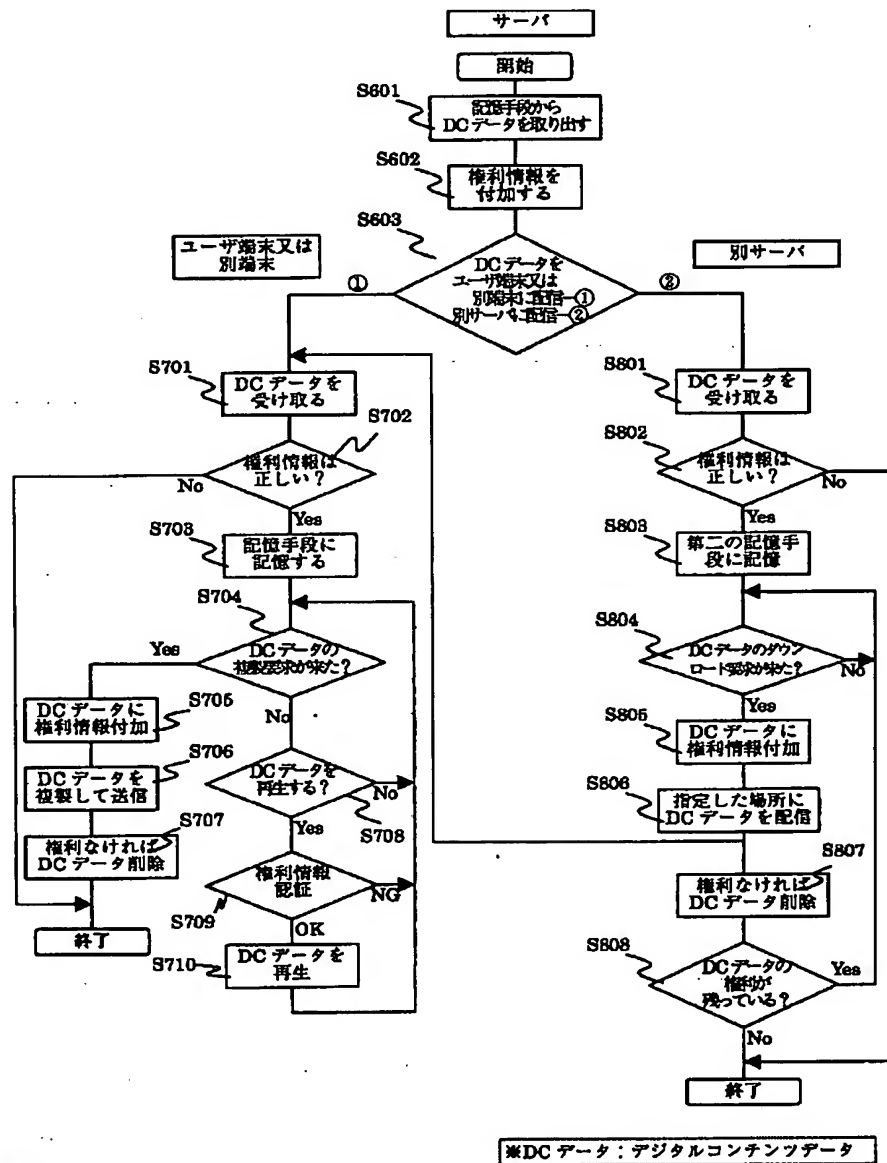 サーバ
開始
S601
記憶手段から
DCデータを取り出す
S602
権利情報を
付加する
S603
ユーザ端末又は
別端末
別サーバ
DCデータを
ユーザ端末又は
別端末に配信—①
別サーバに配信—②
①
②
S701
DCデータを
受け取る
S702
権利情報は
正しい?
No
Yes
S703
記憶手段に
記憶する
S704
DCデータの
複製要求が来た?
Yes
No
S705
DCデータに
権利情報付加
S706
DCデータを
複製して送信
S707
権利なければ
DCデータ削除
終了
DCデータを
再生する?
No
S708
Yes
権利情報
認証
NG
S709
OK
S710
DCデータを
再生
S801
DCデータを
受け取る
S802
権利情報は
正しい?
No
Yes
S803
第二の記憶手
段に記憶
S804
DCデータのダウン
ロード要求が来た?
No
Yes
S805
DCデータに
権利情報付加
S806
指定した場所に
DCデータを配信
S807
権利なければ
DCデータ削除
S808
DCデータの
権利が
残っている?
Yes
No
終了
※DCデータ:デジタルコンテンツデータ